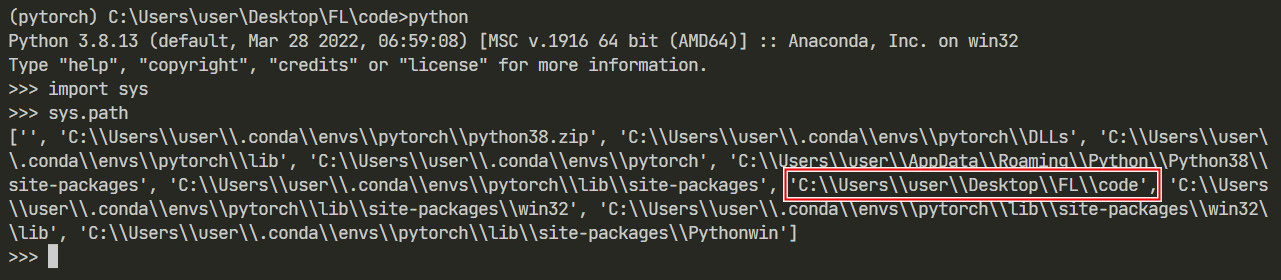 (pytorch) C:\Users\user\Desktop\FL\code>python
Python 3.8.13 (default, Mar 28 2022, 06:59:08) [MSC v.1916 64 bit (AMD64)] :: Anaconda, Inc. on win32
Type "help", "copyright", "credits" or "license" for more information.
>>> import sys
>>> sys.path
['', 'C:\\Users\\user\\.conda\\envs\\pytorch\\python38.zip', 'C:\\Users\\user\\.conda\\envs\\pytorch\\DLLs', 'C:\\Users\\user\
\.conda\\envs\\pytorch\\lib', 'C:\\Users\\user\\.conda\\envs\\pytorch', 'C:\\Users\\user\\AppData\\Roaming\\Python\\Python38\\
site-packages', 'C:\\Users\\user\\.conda\\envs\\pytorch\\lib\\site-packages', 'C:\\Users\\user\\Desktop\\FL\\code', 'C:\\Users
\\user\\.conda\\envs\\pytorch\\lib\\site-packages\\win32', 'C:\\Users\\user\\.conda\\envs\\pytorch\\lib\\site-packages\\win32\
\lib', 'C:\\Users\\user\\.conda\\envs\\pytorch\\lib\\site-packages\\Pythonwin']
>>>